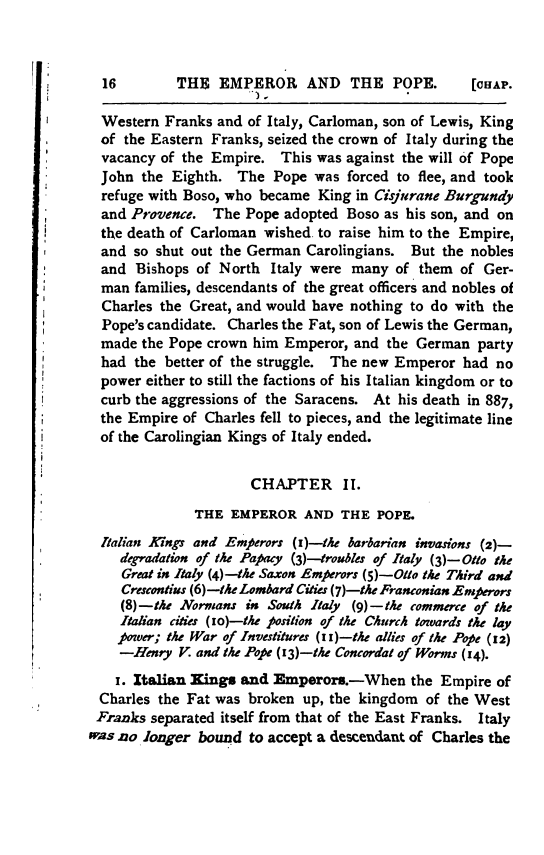 16 THE EMPEROR AND THE POPE. [CHAP.
Western Franks and of Italy, Carloman, son of Lewis, King
of the Eastern Franks, seized the crown of Italy during the
vacancy of the Empire. This was against the will of Pope
John the Eighth. The Pope was forced to flee, and took
refuge with Boso, who became King in Cisjurane Burgundy
and Provence. The Pope adopted Boso as his son, and on
the death of Carloman wished to raise him to the Empire,
and so shut out the German Carolingians. But the nobles
and Bishops of North Italy were many of them of Ger-
man families, descendants of the great officers and nobles of
Charles the Great, and would have nothing to do with the
Pope's candidate. Charles the Fat, son of Lewis the German,
made the Pope crown him Emperor, and the German party
had the better of the struggle. The new Emperor had no
power either to still the factions of his Italian kingdom or to
curb the aggressions of the Saracens. At his death in 887,
the Empire of Charles fell to pieces, and the legitimate line
of the Carolingian Kings of Italy ended.
CHAPTER II.
THE EMPEROR AND THE POPE.
Italian Kings and Emperors (1)—the barbarian invasions (2)—
degradation of the Papacy (3)—troubles of Italy (3)—Otto the
Great in Italy (4)—the Saxon Emperors (5)—Otto the Third and
Crescentius (6)—the Lombard Cities (7)—the Franconian Emperors
(8)—the Normans in South Italy (9)—the commerce of the
Italian cities (10)—the position of the Church towards the lay
power; the War of Investitures (11)—the allies of the Pope (12)
—Henry V. and the Pope (13)—the Concordat of Worms (14).
1. Italian Kings and Emperors.—When the Empire of
Charles the Fat was broken up, the kingdom of the West
Franks separated itself from that of the East Franks. Italy
was no longer bound to accept a descendant of Charles the